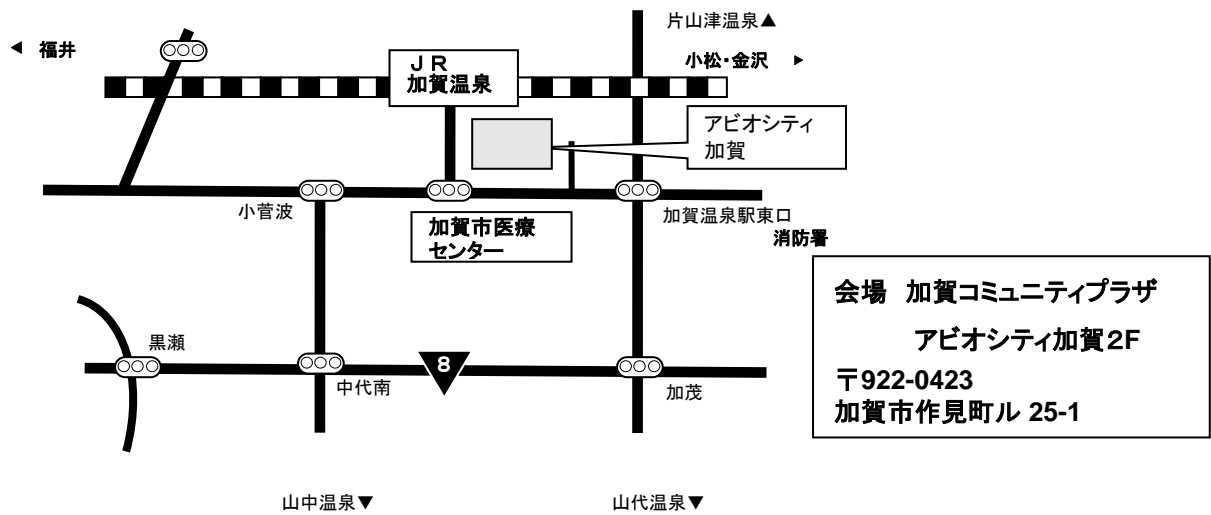 片山津温泉▲
◀ 福井
小松・金沢 ▶
ＪＲ
加賀温泉
アビオシティ
加賀
小菅波
加賀市医療
センター
加賀温泉駅東口
消防署
会場 加賀コミュニティプラザ
アビオシティ加賀２F
〒922-0423
加賀市作見町ル 25-1
黒瀬
8
中代南
加茂
山中温泉▼
山代温泉▼